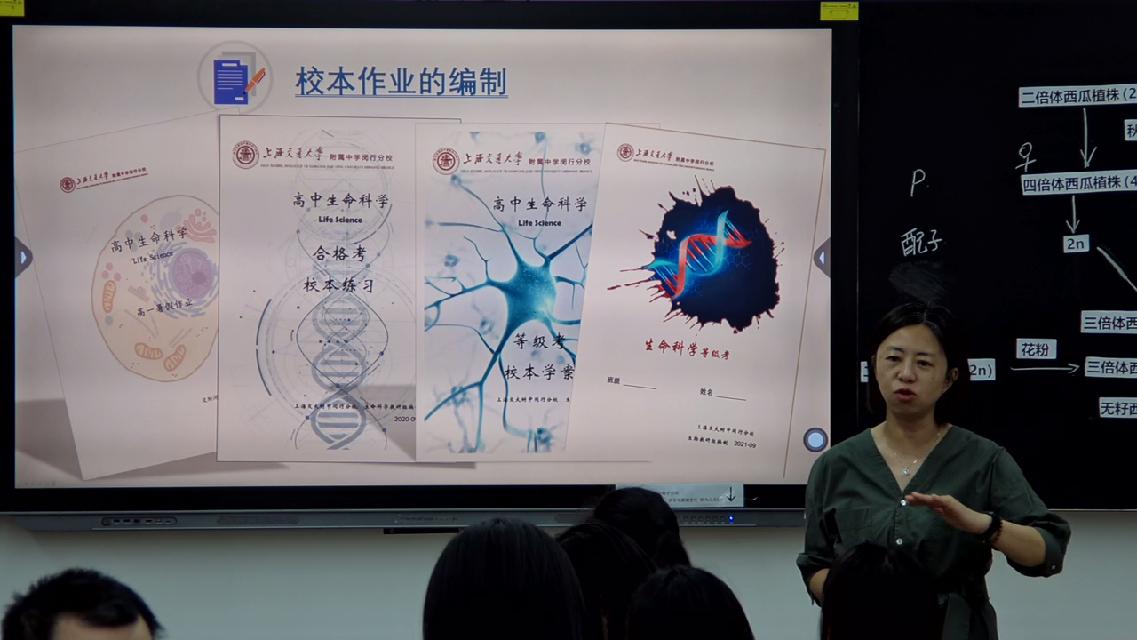 校本作业的编制
上海交通大学 附属中学闵行分校
高中生命科学
Life Science
高一暑假作业
上海交通大学 附属中学闵行分校
高中生命科学
Life Science
合格考
校本练习
上海交大附中闵行分校
生命科学教研组编
上海交通大学 附属中学闵行分校
高中生命科学
Life Science
等级考
校本学案
上海交大附中闵行分校
上海交通大学
生命科学等级考
班级
姓名
上海交大附中闵行分校
生物教研组编制 2021-09
二倍体西瓜植株(2
♀
四倍体西瓜植株(4
P.
2n
配子
三倍体西
花粉
2n)
三倍体西
无籽西